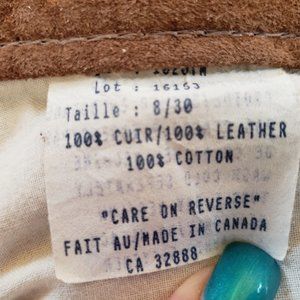 Lot : 16153
Taille : 8/30
100% CUIR/100% LEATHER
100% COTTON
"CARE ON REVERSE"
FAIT AU/MADE IN CANADA
CA 32888